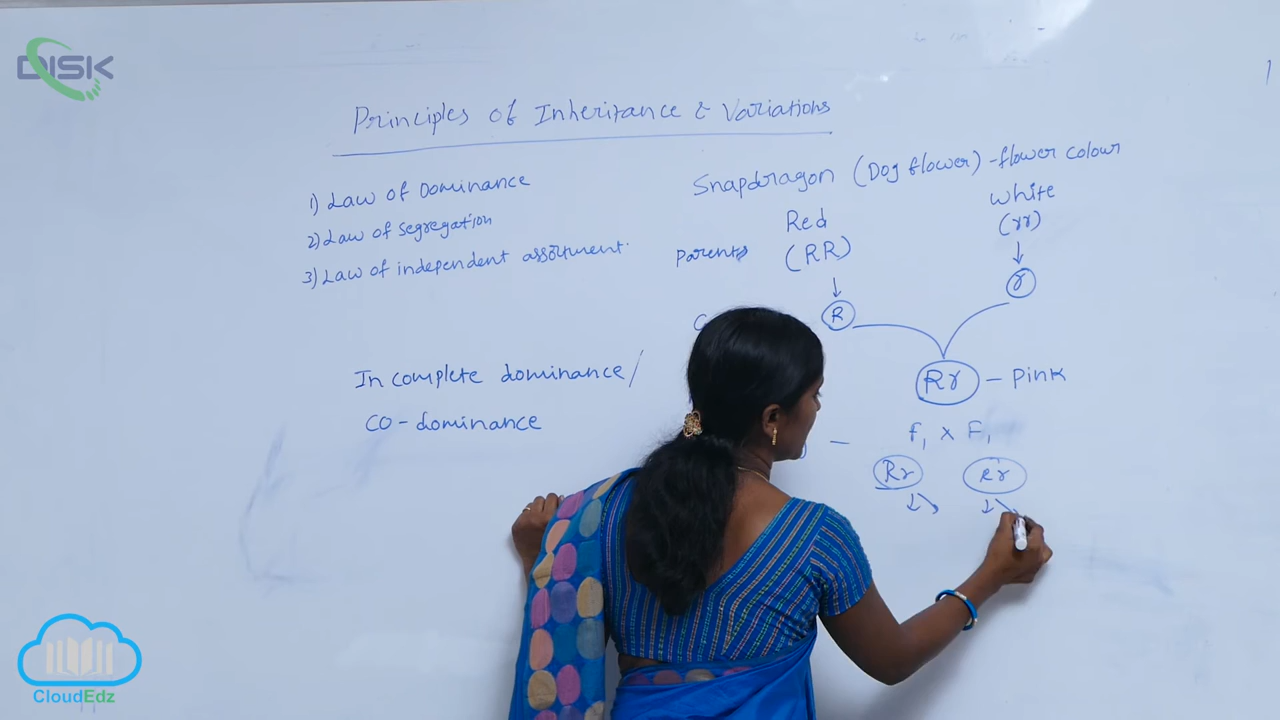 DISK
Principles of Inheritance & Variations
1) Law of Dominance
2) Law of segregation
3) Law of independent assortment.
Incomplete dominance/
CO-dominance
Snapdragon (Dog flower) -flower colour
Red
White
Parents (RR)
(rr)
R
r
Rr - Pink
- f1 x F1
Rr
Rr
CloudEdz